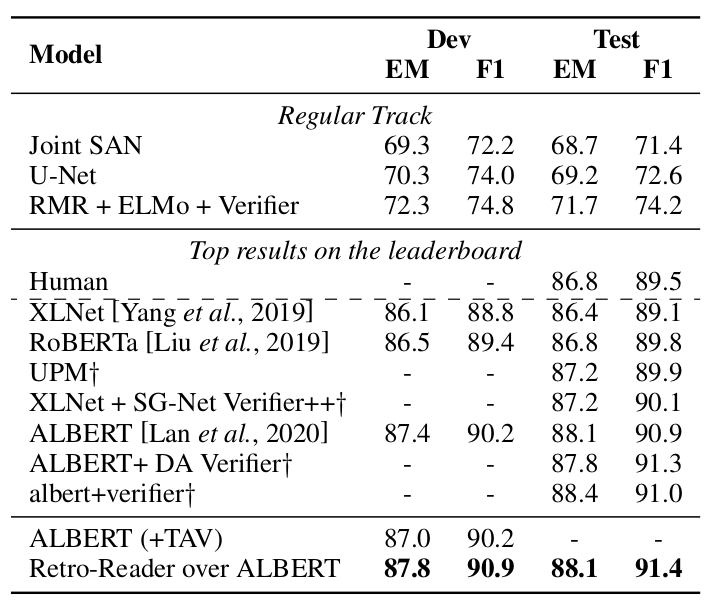 Model Dev Test
EM F1 EM F1
Regular Track
Joint SAN 69.3 72.2 68.7 71.4
U-Net 70.3 74.0 69.2 72.6
RMR + ELMo + Verifier 72.3 74.8 71.7 74.2
Top results on the leaderboard
Human - - 86.8 89.5
XLNet [Yang et al., 2019] 86.1 88.8 86.4 89.1
RoBERTa [Liu et al., 2019] 86.5 89.4 86.8 89.8
UPM† - - 87.2 89.9
XLNet + SG-Net Verifier++† - - 87.2 90.1
ALBERT [Lan et al., 2020] 87.4 90.2 88.1 90.9
ALBERT+ DA Verifier† - - 87.8 91.3
albert+verifier† - - 88.4 91.0
ALBERT (+TAV) 87.0 90.2 - -
Retro-Reader over ALBERT 87.8 90.9 88.1 91.4